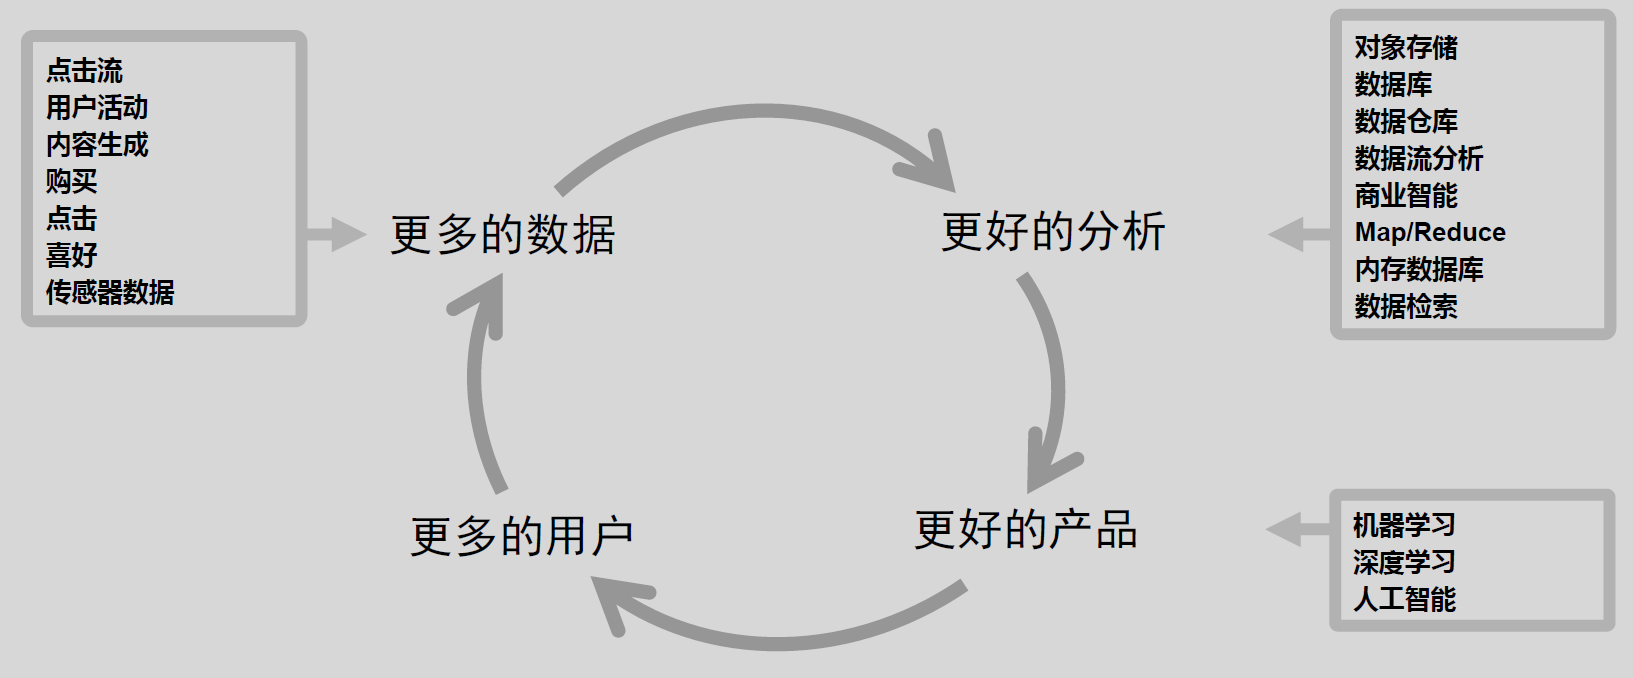 点击流
用户活动
内容生成
购买
点击
喜好
传感器数据
更多的数据
更好的分析
对象存储
数据库
数据仓库
数据流分析
商业智能
Map/Reduce
内存数据库
数据检索
更多的用户
更好的产品
机器学习
深度学习
人工智能